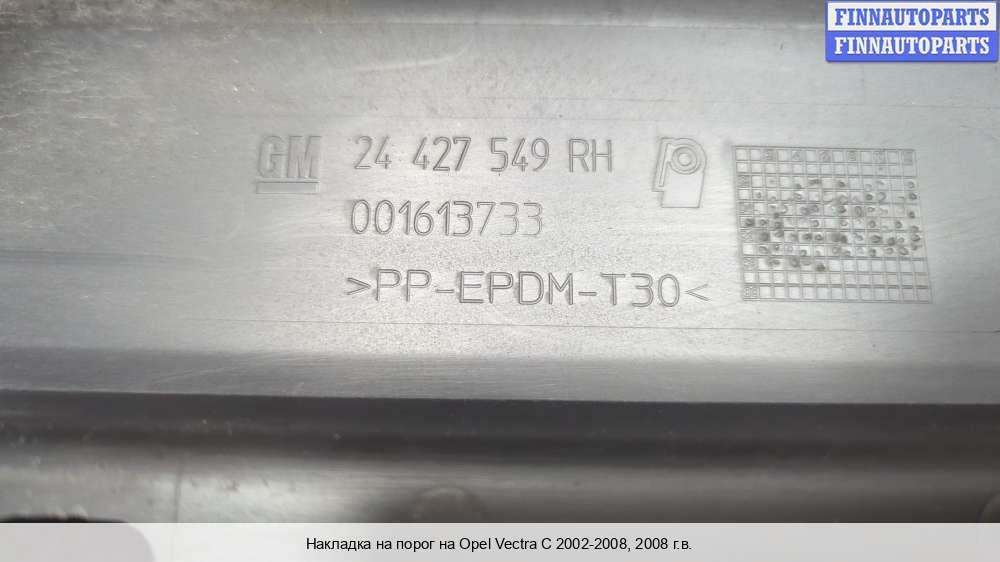 FINNAUTOPARTS
FINNAUTOPARTS
GM 24 427 549 RH
001613733
>PP-EPDM-T30<
Накладка на порог на Opel Vectra C 2002-2008, 2008 г.в.